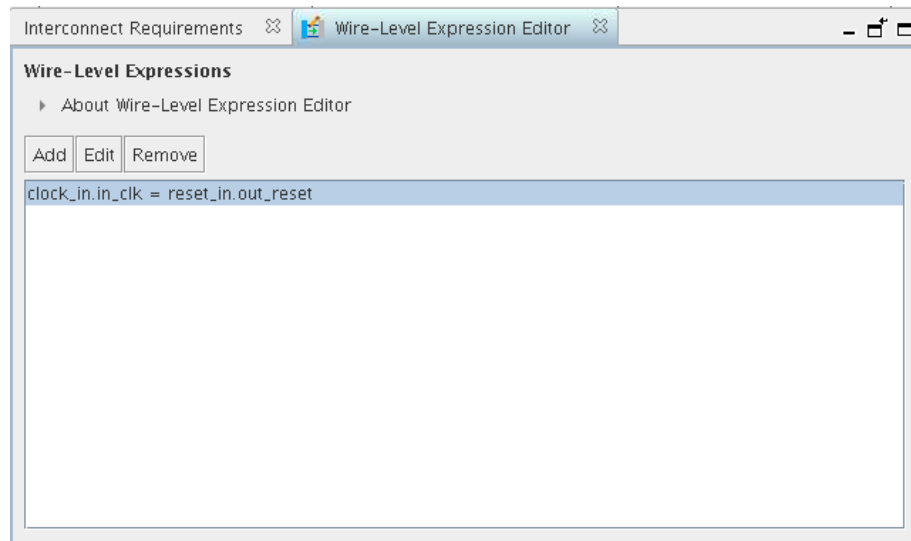 Interconnect Requirements Wire-Level Expression Editor
Wire-Level Expressions
About Wire-Level Expression Editor
Add Edit Remove
clock_in.in_clk = reset_in.out_reset